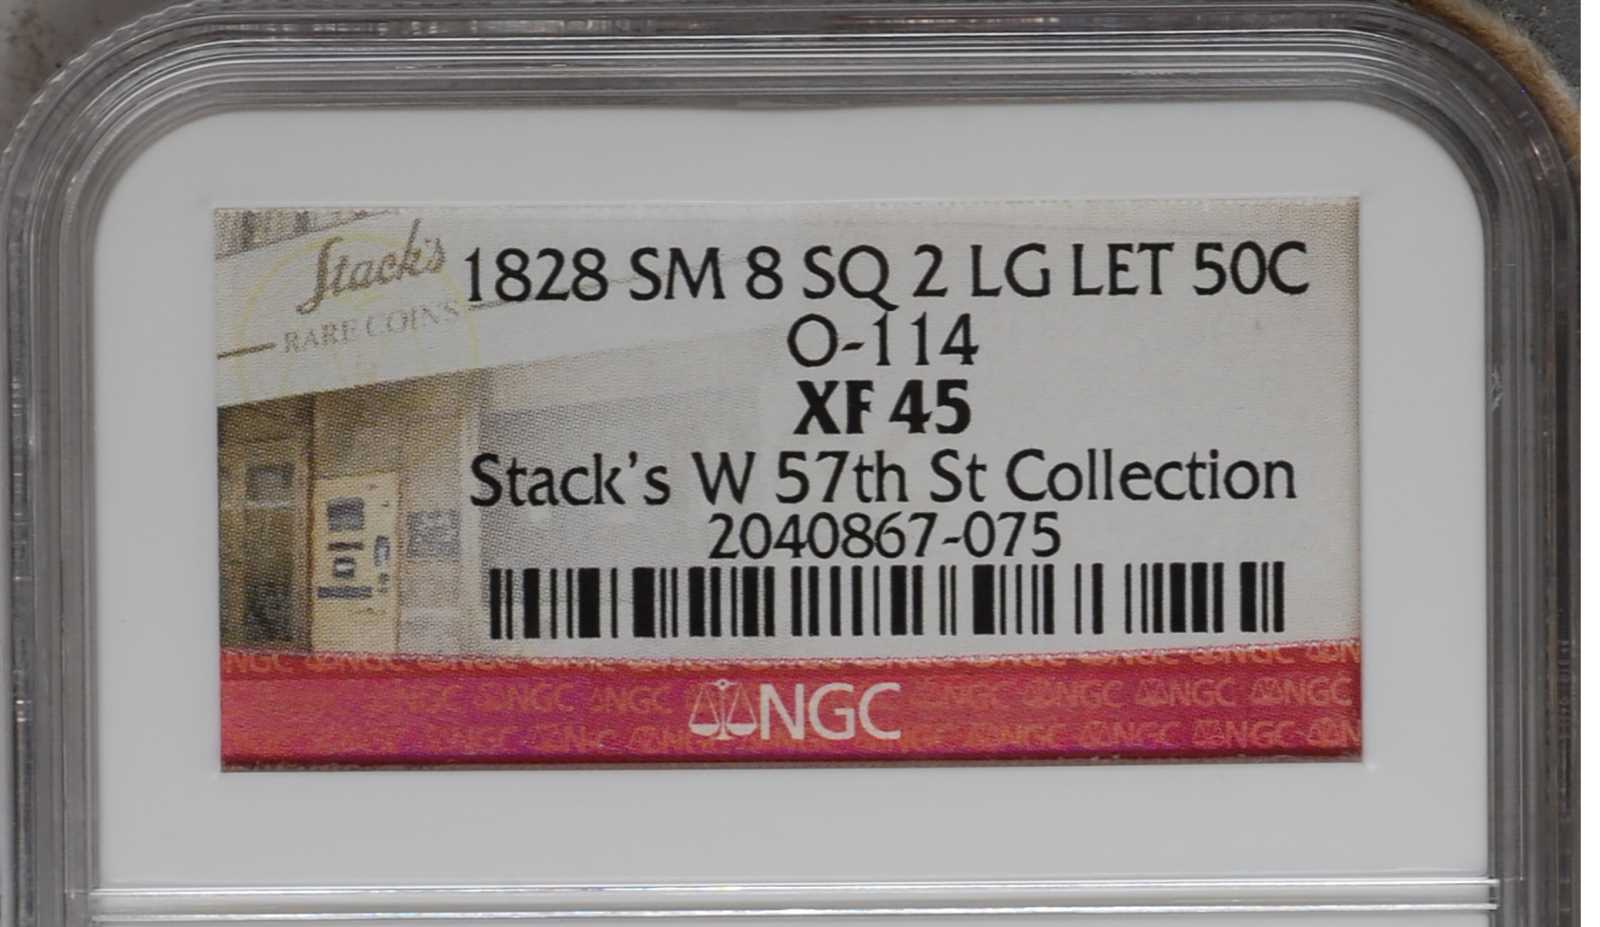 Stack's
RARE COINS
1828 SM 8 SQ 2 LG LET 50C
O-114
XF 45
Stack's W 57th St Collection
2040867-075
NGC